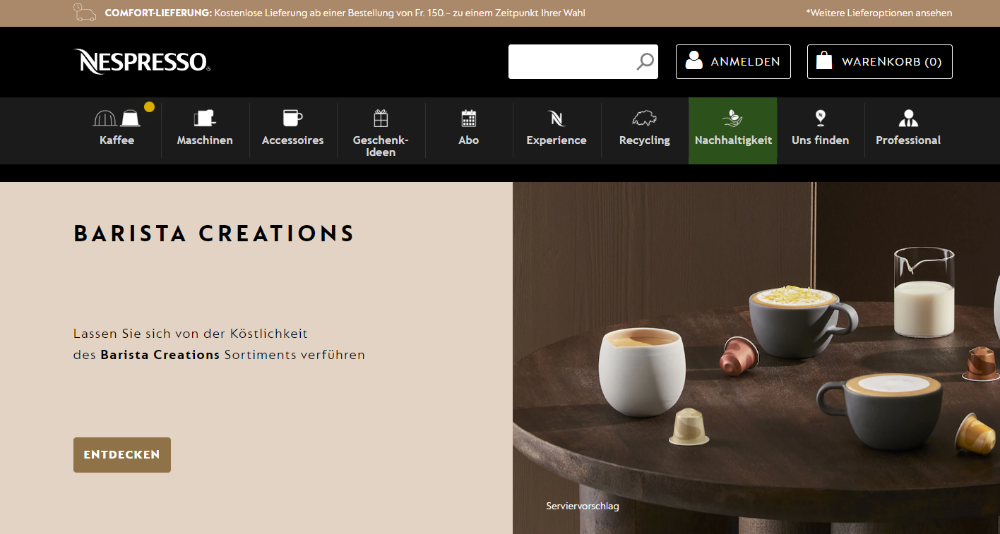 COMFORT-LIEFERUNG: Kostenlose Lieferung ab einer Bestellung von Fr. 150.– zu einem Zeitpunkt Ihrer Wahl
*Weitere Lieferoptionen ansehen
NESPRESSO®
ANMELDEN
WARENKORB (0)
Kaffee
Maschinen
Accessoires
Geschenk-
Ideen
Abo
Experience
Recycling
Nachhaltigkeit
Uns finden
Professional
BARISTA CREATIONS
Lassen Sie sich von der Köstlichkeit
des Barista Creations Sortiments verführen
ENTDECKEN
Serviervorschlag